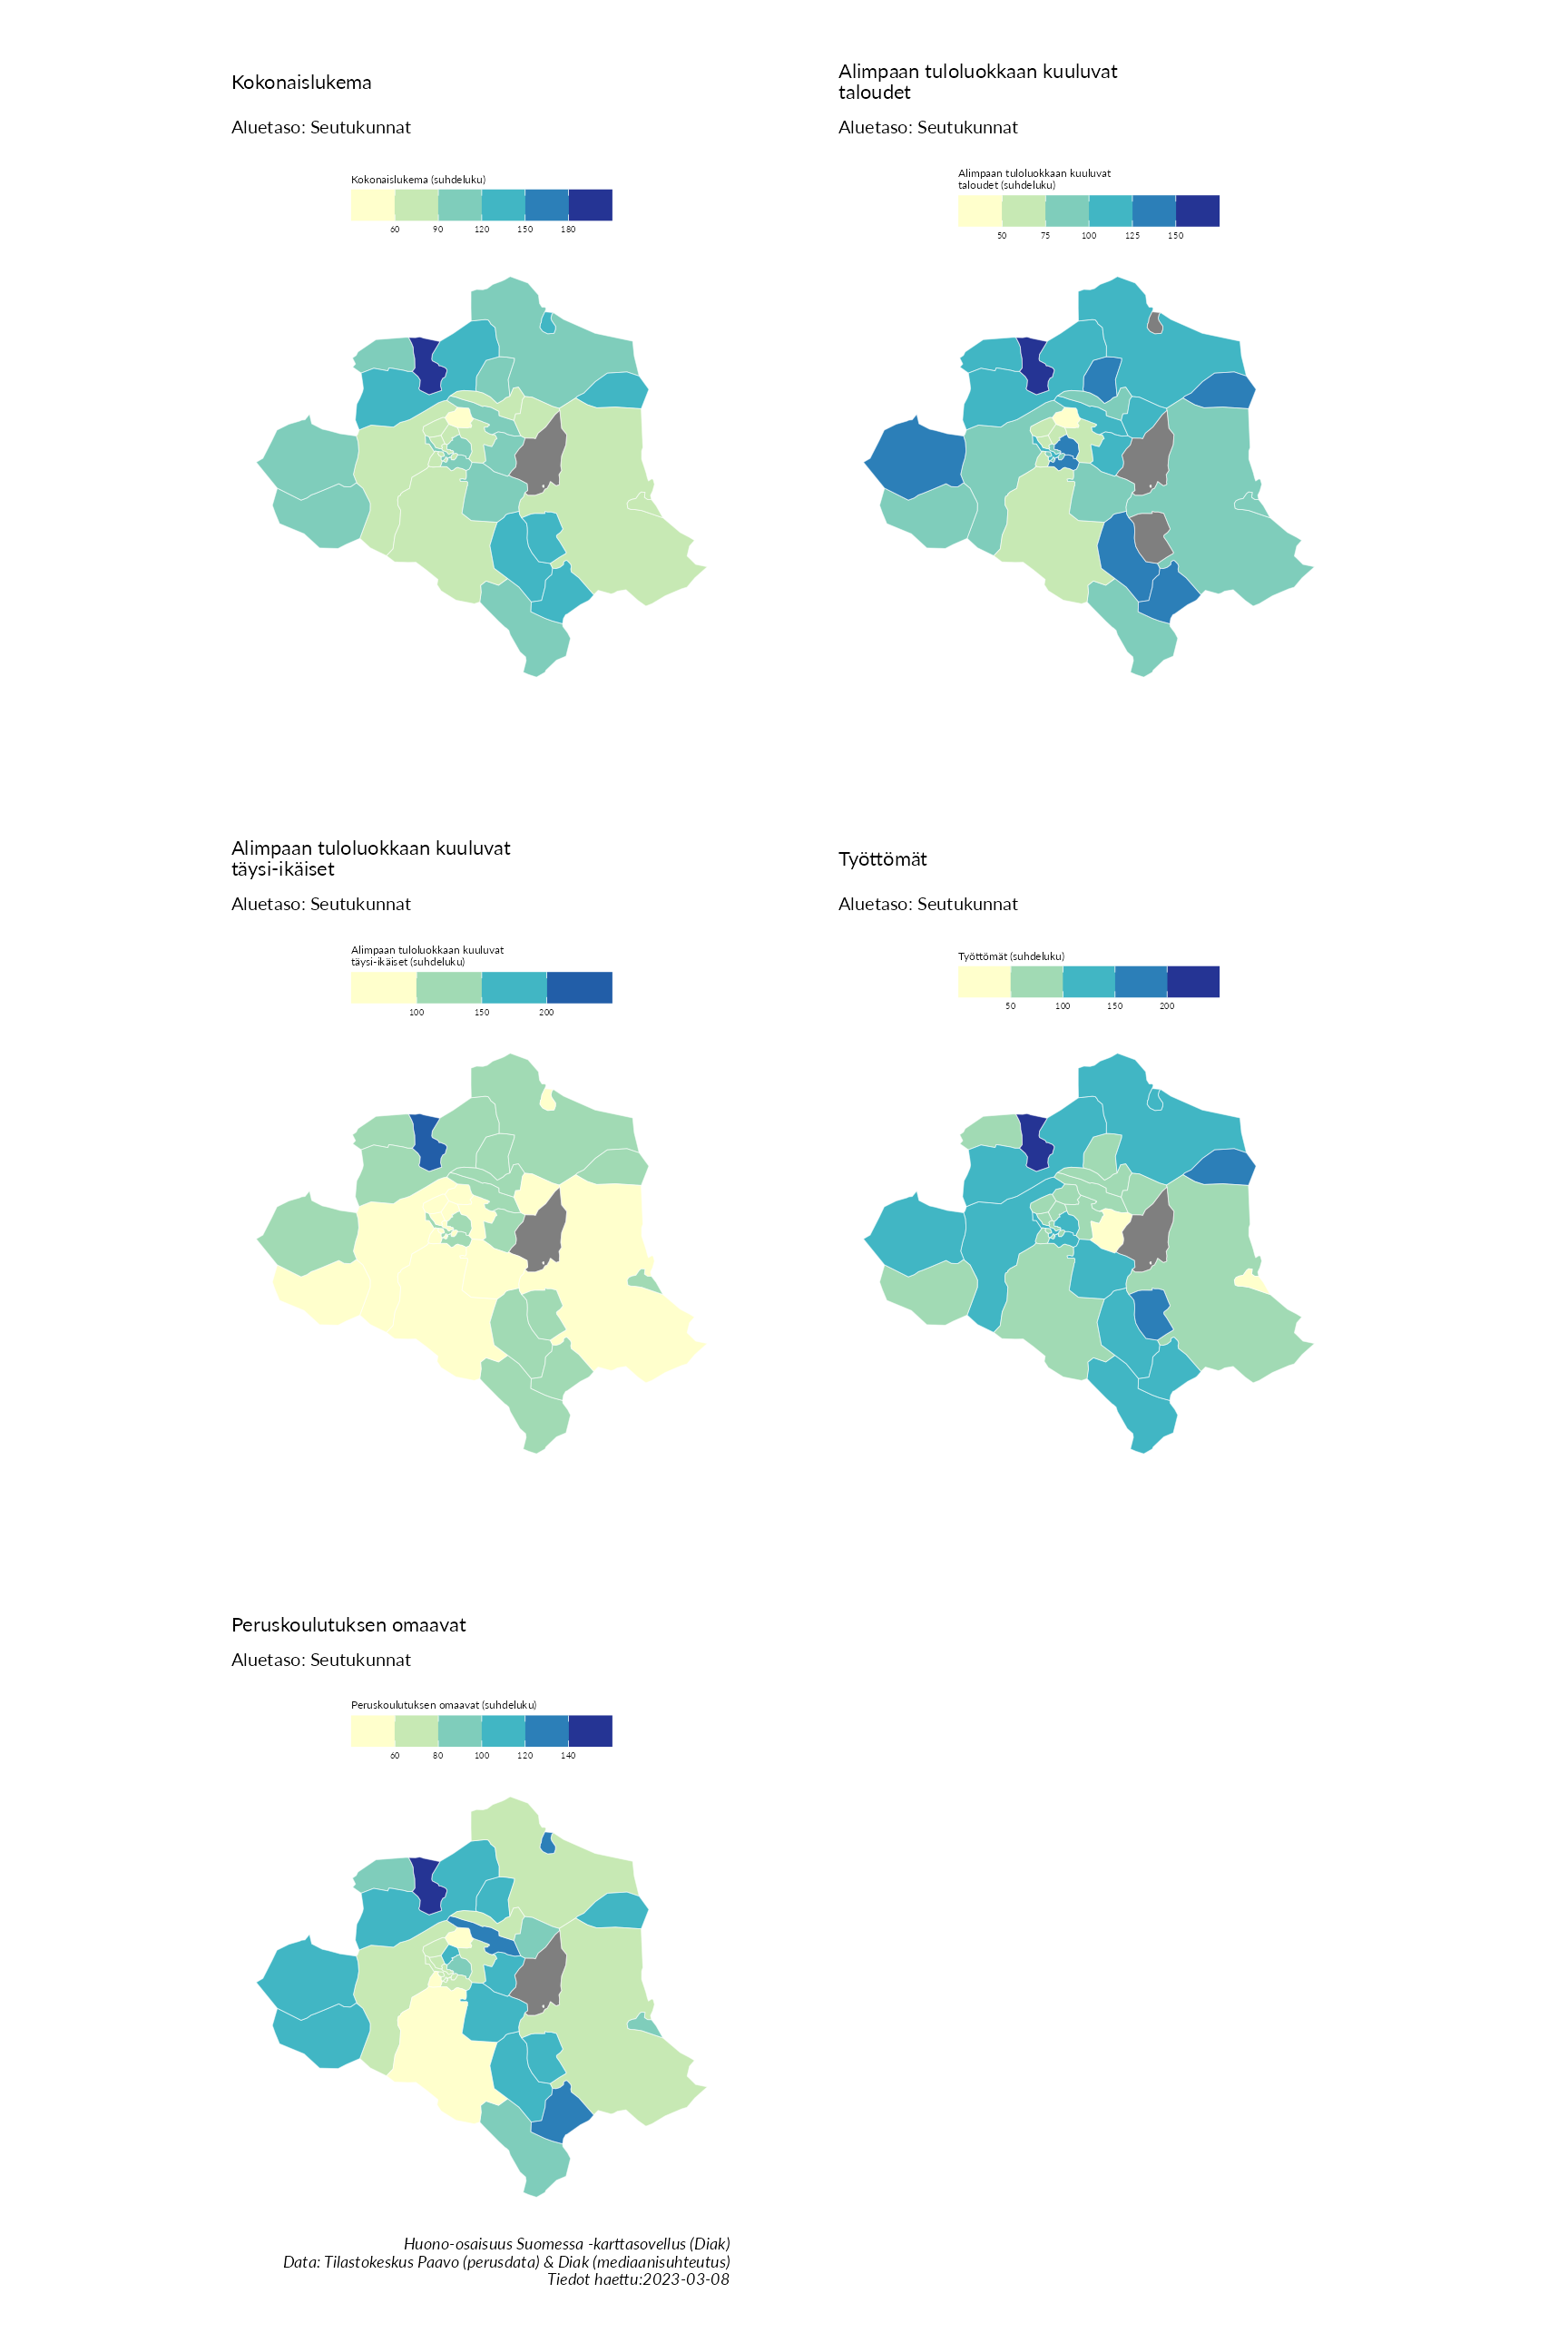 Kokonaislukema
Aluetaso: Seutukunnat
Kokonaislukema (suhdeluku)
60 90 120 150 180
Alimpaan tuloluokkaan kuuluvat
taloudet
Aluetaso: Seutukunnat
Alimpaan tuloluokkaan kuuluvat
taloudet (suhdeluku)
50 75 100 125 150
Alimpaan tuloluokkaan kuuluvat
täysi-ikäiset
Aluetaso: Seutukunnat
Alimpaan tuloluokkaan kuuluvat
täysi-ikäiset (suhdeluku)
100 150 200
Työttömät
Aluetaso: Seutukunnat
Työttömät (suhdeluku)
50 100 150 200
Peruskoulutuksen omaavat
Aluetaso: Seutukunnat
Peruskoulutuksen omaavat (suhdeluku)
60 80 100 120 140
Huono-osaisuus Suomessa -karttasovellus (Diak)
Data: Tilastokeskus Paavo (perusdata) & Diak (mediaanisuhteutus)
Tiedot haettu:2023-03-08